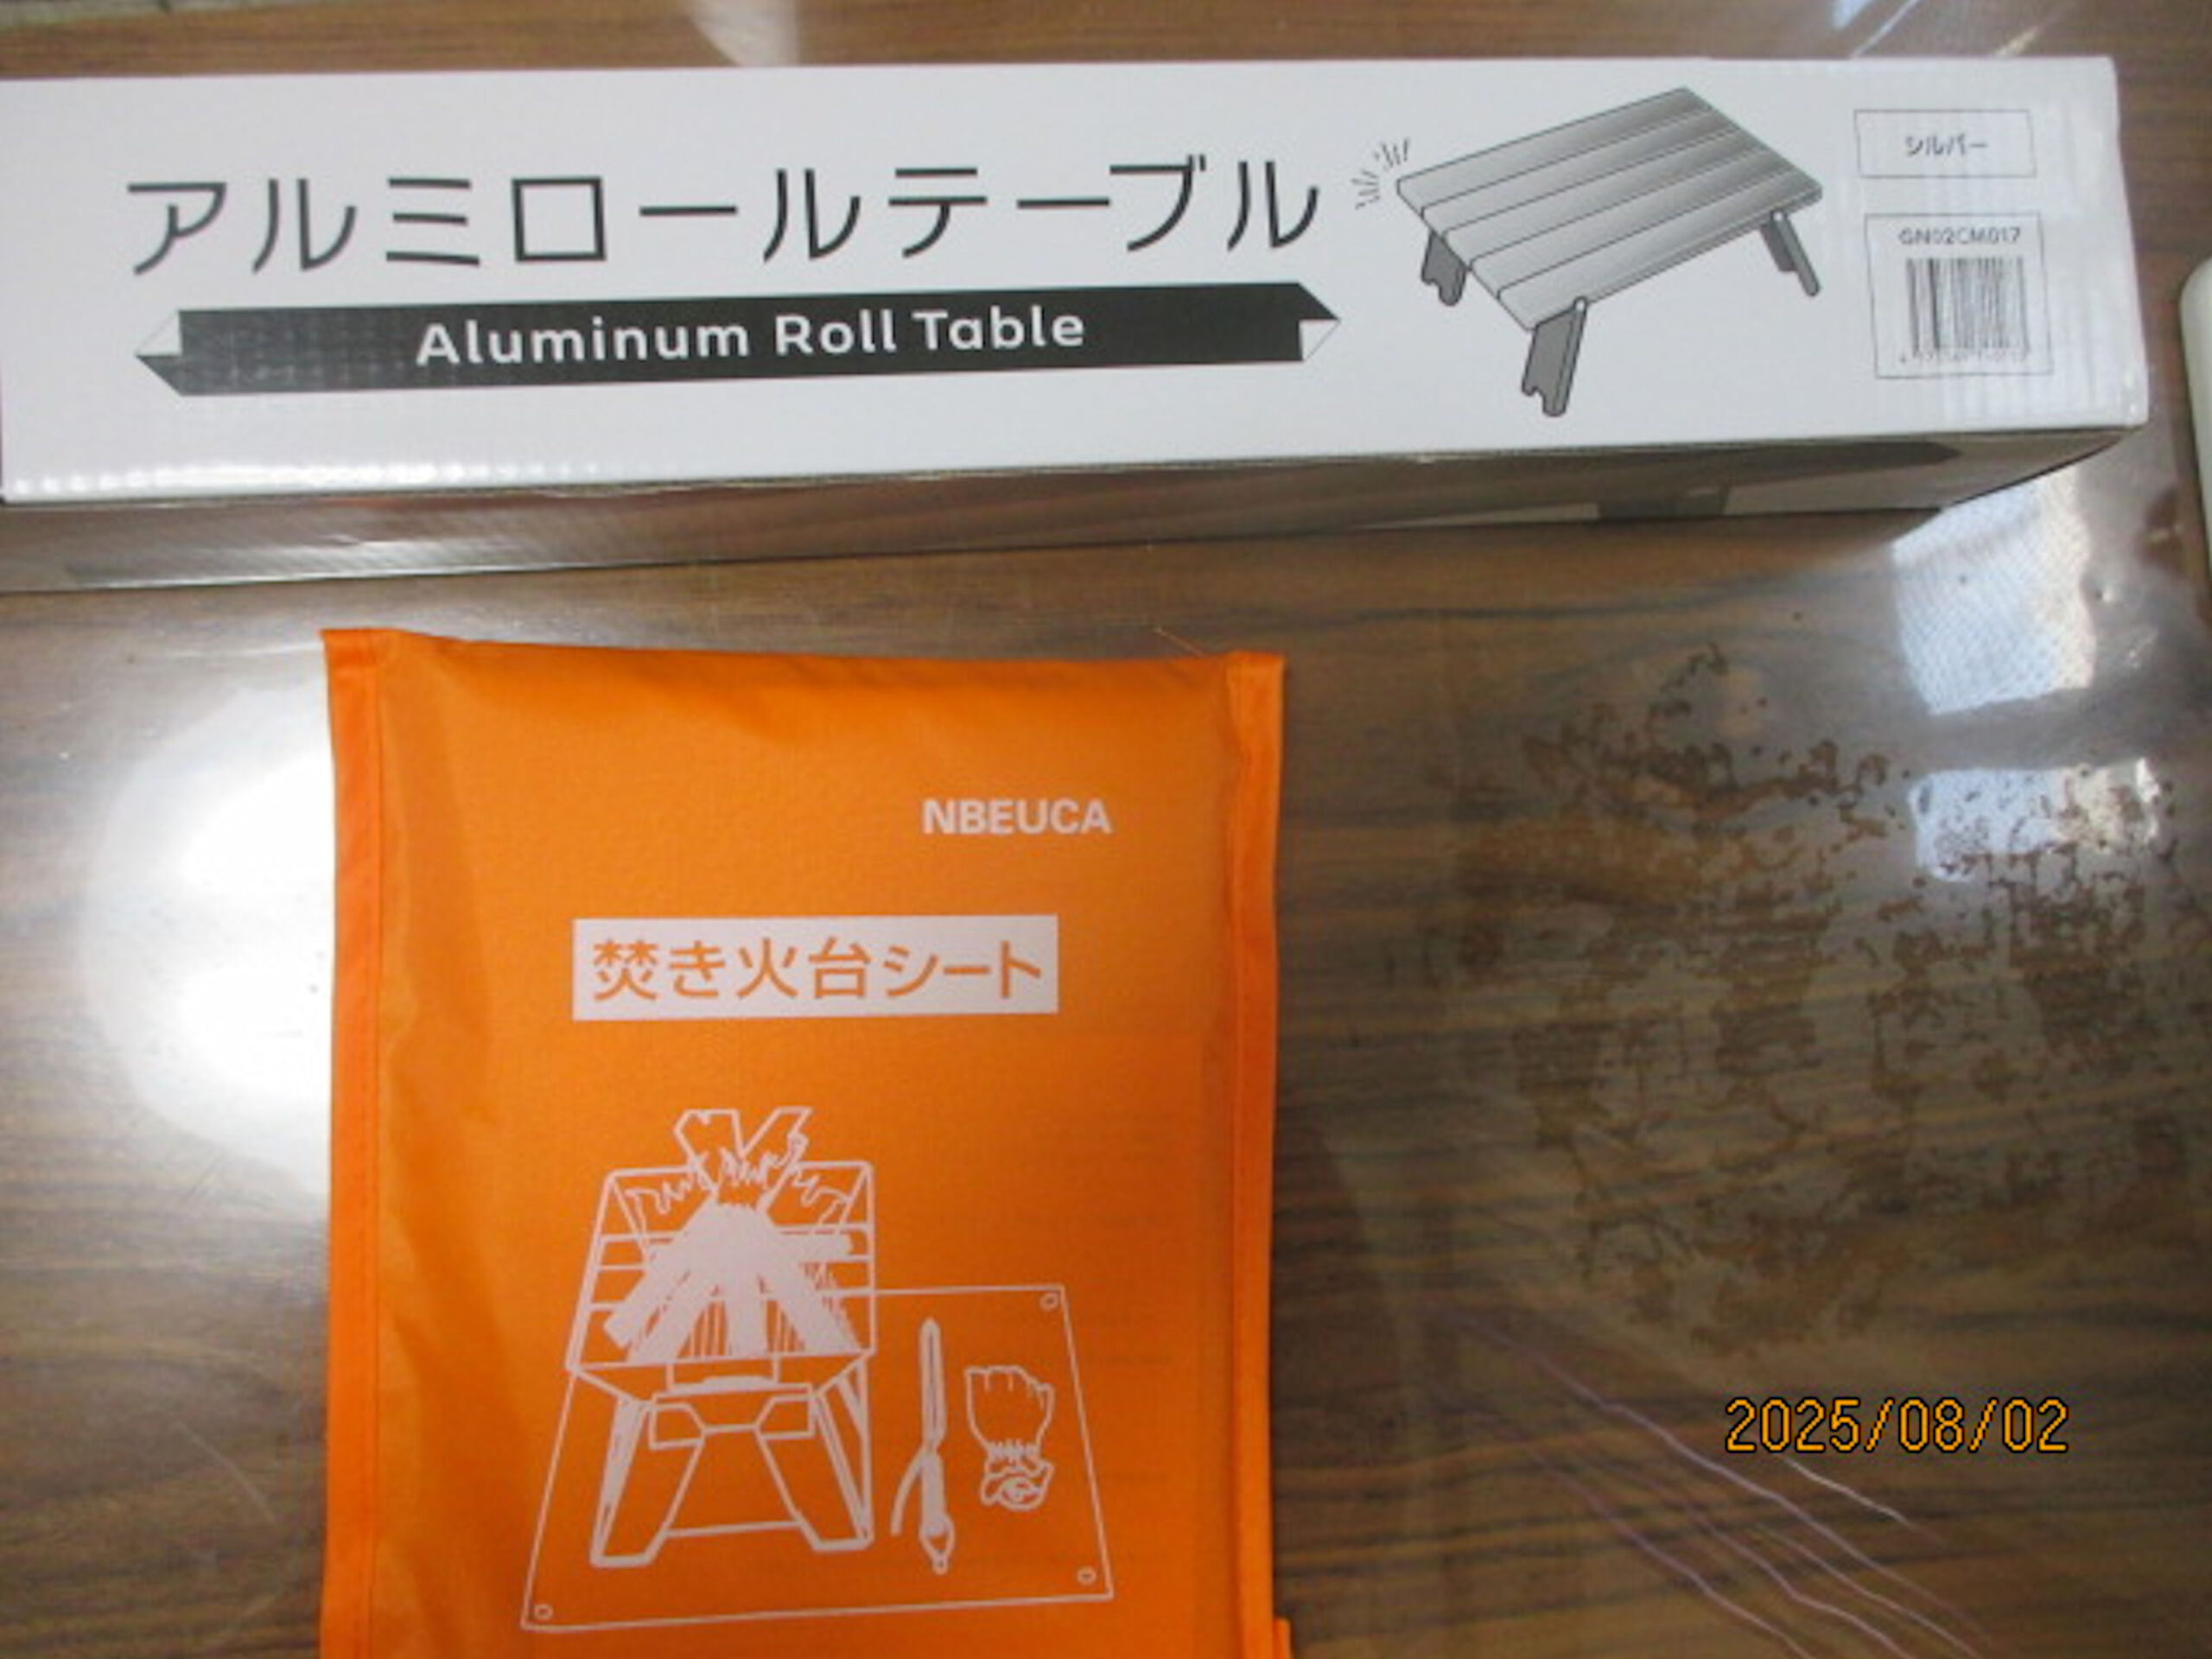 アルミロールテーブル
Aluminum Roll Table
シルバー
GN02CM017
NBEUCA
焚き火台シート
2025/08/02